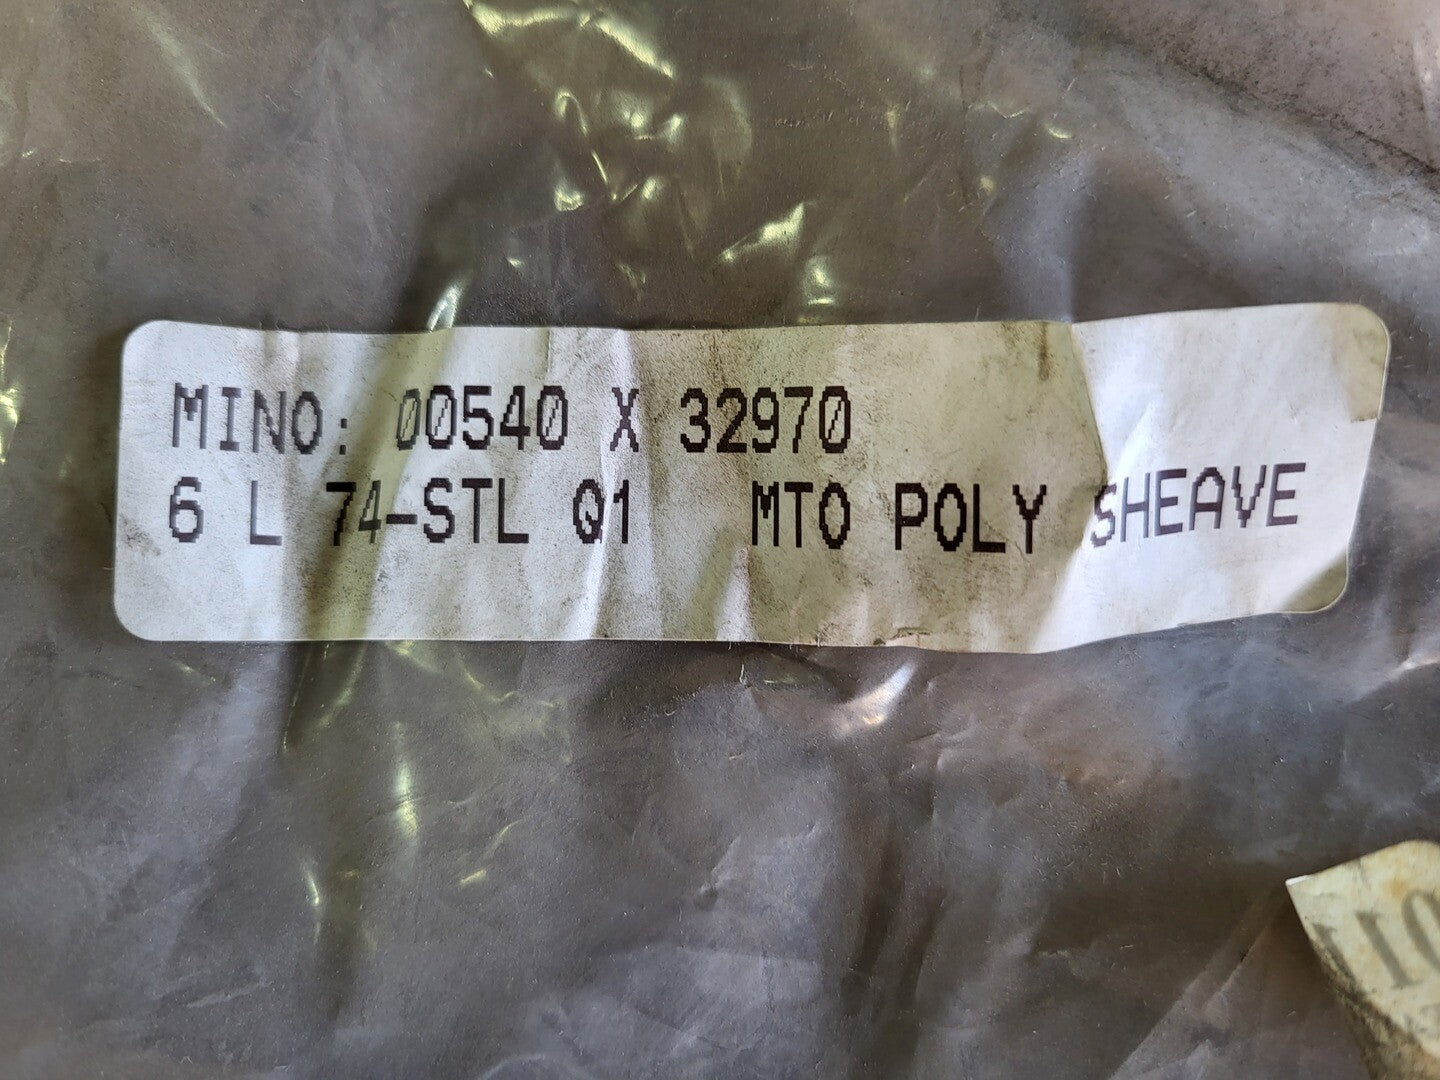 MINO: 00540 X 32970
6 L 74-STL Q1 MTO POLY SHEAVE